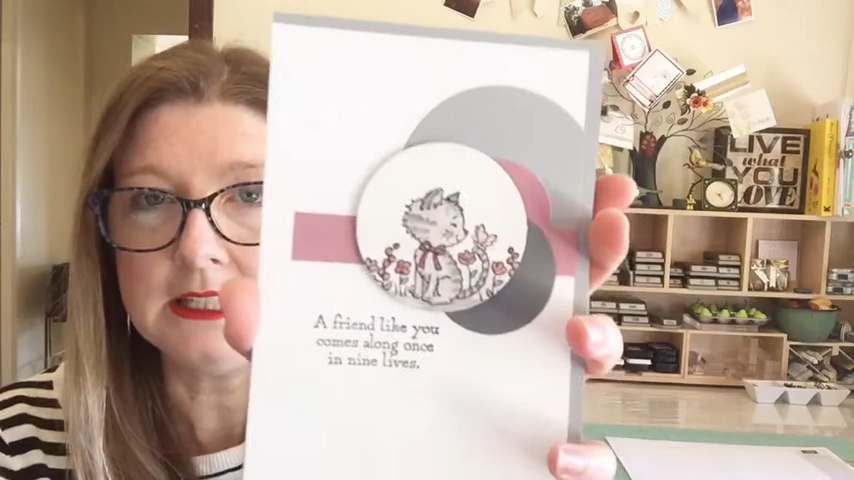 A friend like you
comes along once
in nine lives.
LIVE
what
you
LOVE